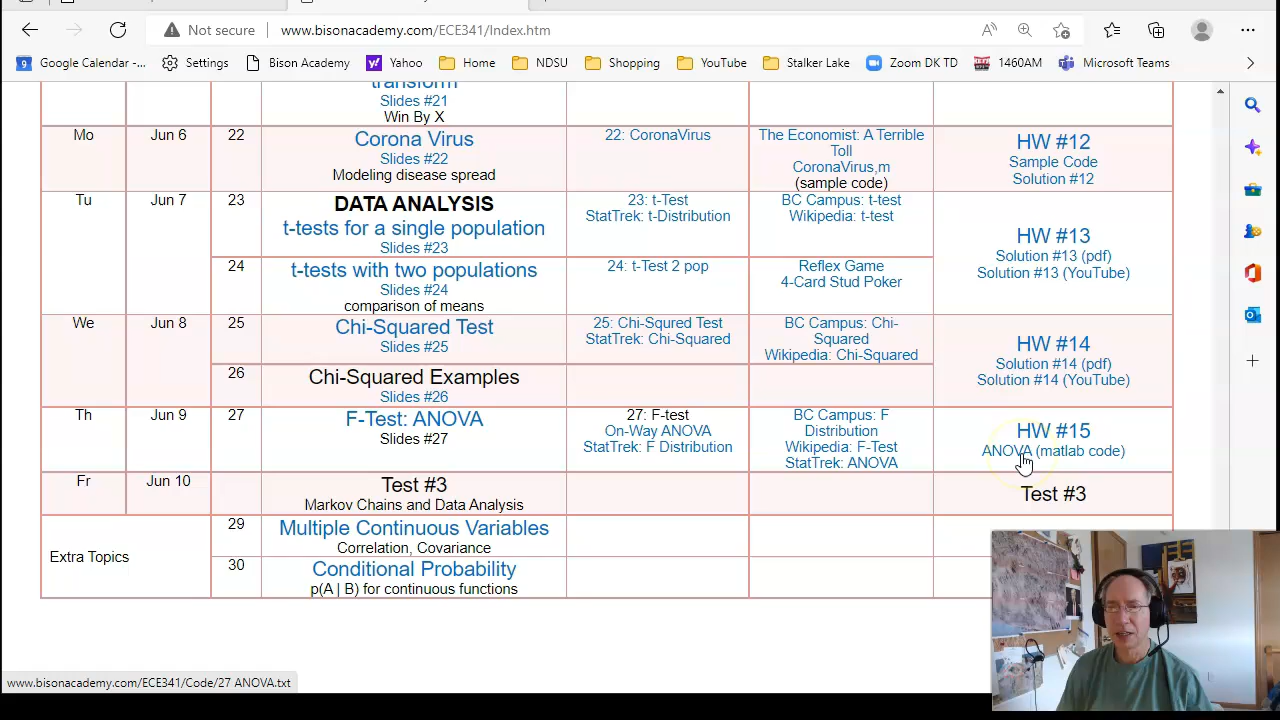 Not secure
www.bisonacademy.com/ECE341/Index.htm
Google Calendar -...
Settings
Bison Academy
Yahoo
Home
NDSU
Shopping
YouTube
Stalker Lake
Zoom DK TD
1460AM
Microsoft Teams
transform
Slides #21
Win By X
Mo
Jun 6
22
Corona Virus
Slides #22
Modeling disease spread
22: CoronaVirus
The Economist: A Terrible
Toll
CoronaVirus,m
(sample code)
HW #12
Sample Code
Solution #12
Tu
Jun 7
23
DATA ANALYSIS
t-tests for a single population
Slides #23
23: t-Test
StatTrek: t-Distribution
BC Campus: t-test
Wikipedia: t-test
HW #13
Solution #13 (pdf)
Solution #13 (YouTube)
24
t-tests with two populations
Slides #24
comparison of means
24: t-Test 2 pop
Reflex Game
4-Card Stud Poker
We
Jun 8
25
Chi-Squared Test
Slides #25
25: Chi-Squred Test
StatTrek: Chi-Squared
BC Campus: Chi-
Squared
Wikipedia: Chi-Squared
HW #14
Solution #14 (pdf)
Solution #14 (YouTube)
26
Chi-Squared Examples
Slides #26
Th
Jun 9
27
F-Test: ANOVA
Slides #27
27: F-test
On-Way ANOVA
StatTrek: F Distribution
BC Campus: F
Distribution
Wikipedia: F-Test
StatTrek: ANOVA
HW #15
ANOVA (matlab code)
Fr
Jun 10
Test #3
Markov Chains and Data Analysis
Test #3
Extra Topics
29
Multiple Continuous Variables
Correlation, Covariance
30
Conditional Probability
p(A | B) for continuous functions
www.bisonacademy.com/ECE341/Code/27 ANOVA.txt